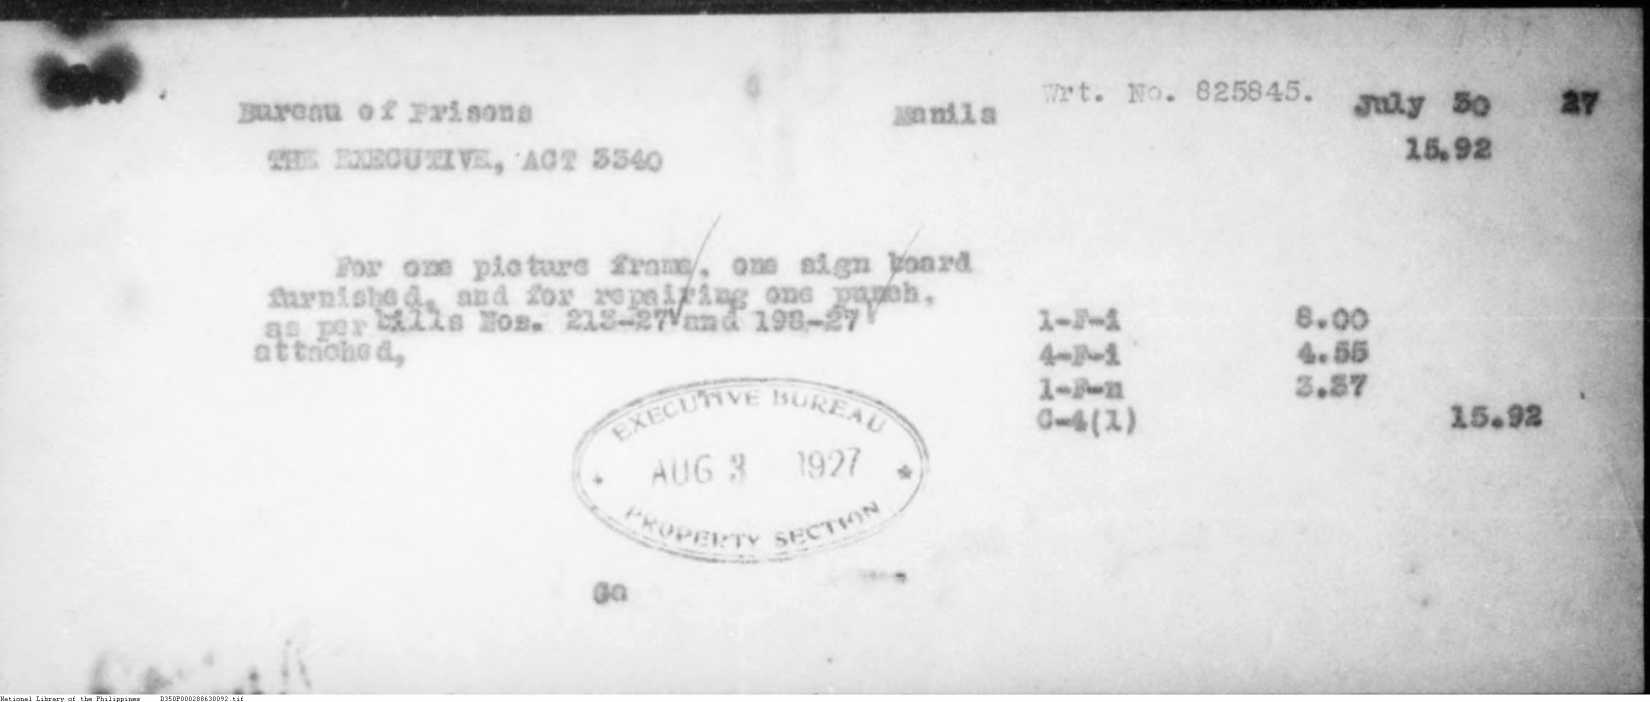 Wrt. No. 825845.
Bureau of Prisons Manila July 30 27
15.92
THE EXECUTIVE, ACT 3340
For one picture frame, one sign board
furnished, and for repairing one punch,
as per bills Nos. 213-27 and 198-27
attached,
1-F-i 8.00
4-F-i 4.55
1-F-n 3.37
C-4(1) 15.92
EXECUTIVE BUREAU
AUG 3 1927
PROPERTY SECTION
GG
National Library of the Philippines D350P000288630092.tif